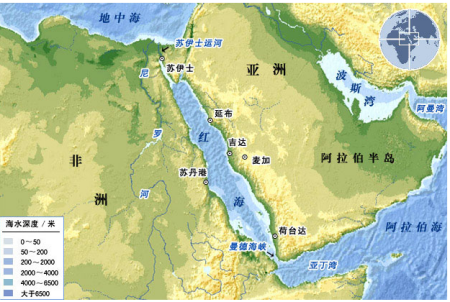 地中海
苏伊士运河
苏伊士
亚洲
尼罗河
波斯湾
阿曼湾
延布
红海
吉达
麦加
非洲
苏丹港
阿拉伯半岛
阿拉伯海
荷台达
曼德海峡
亚丁湾
海水深度 / 米
0～50
50～200
200～2000
2000～4000
4000～6500
大于6500